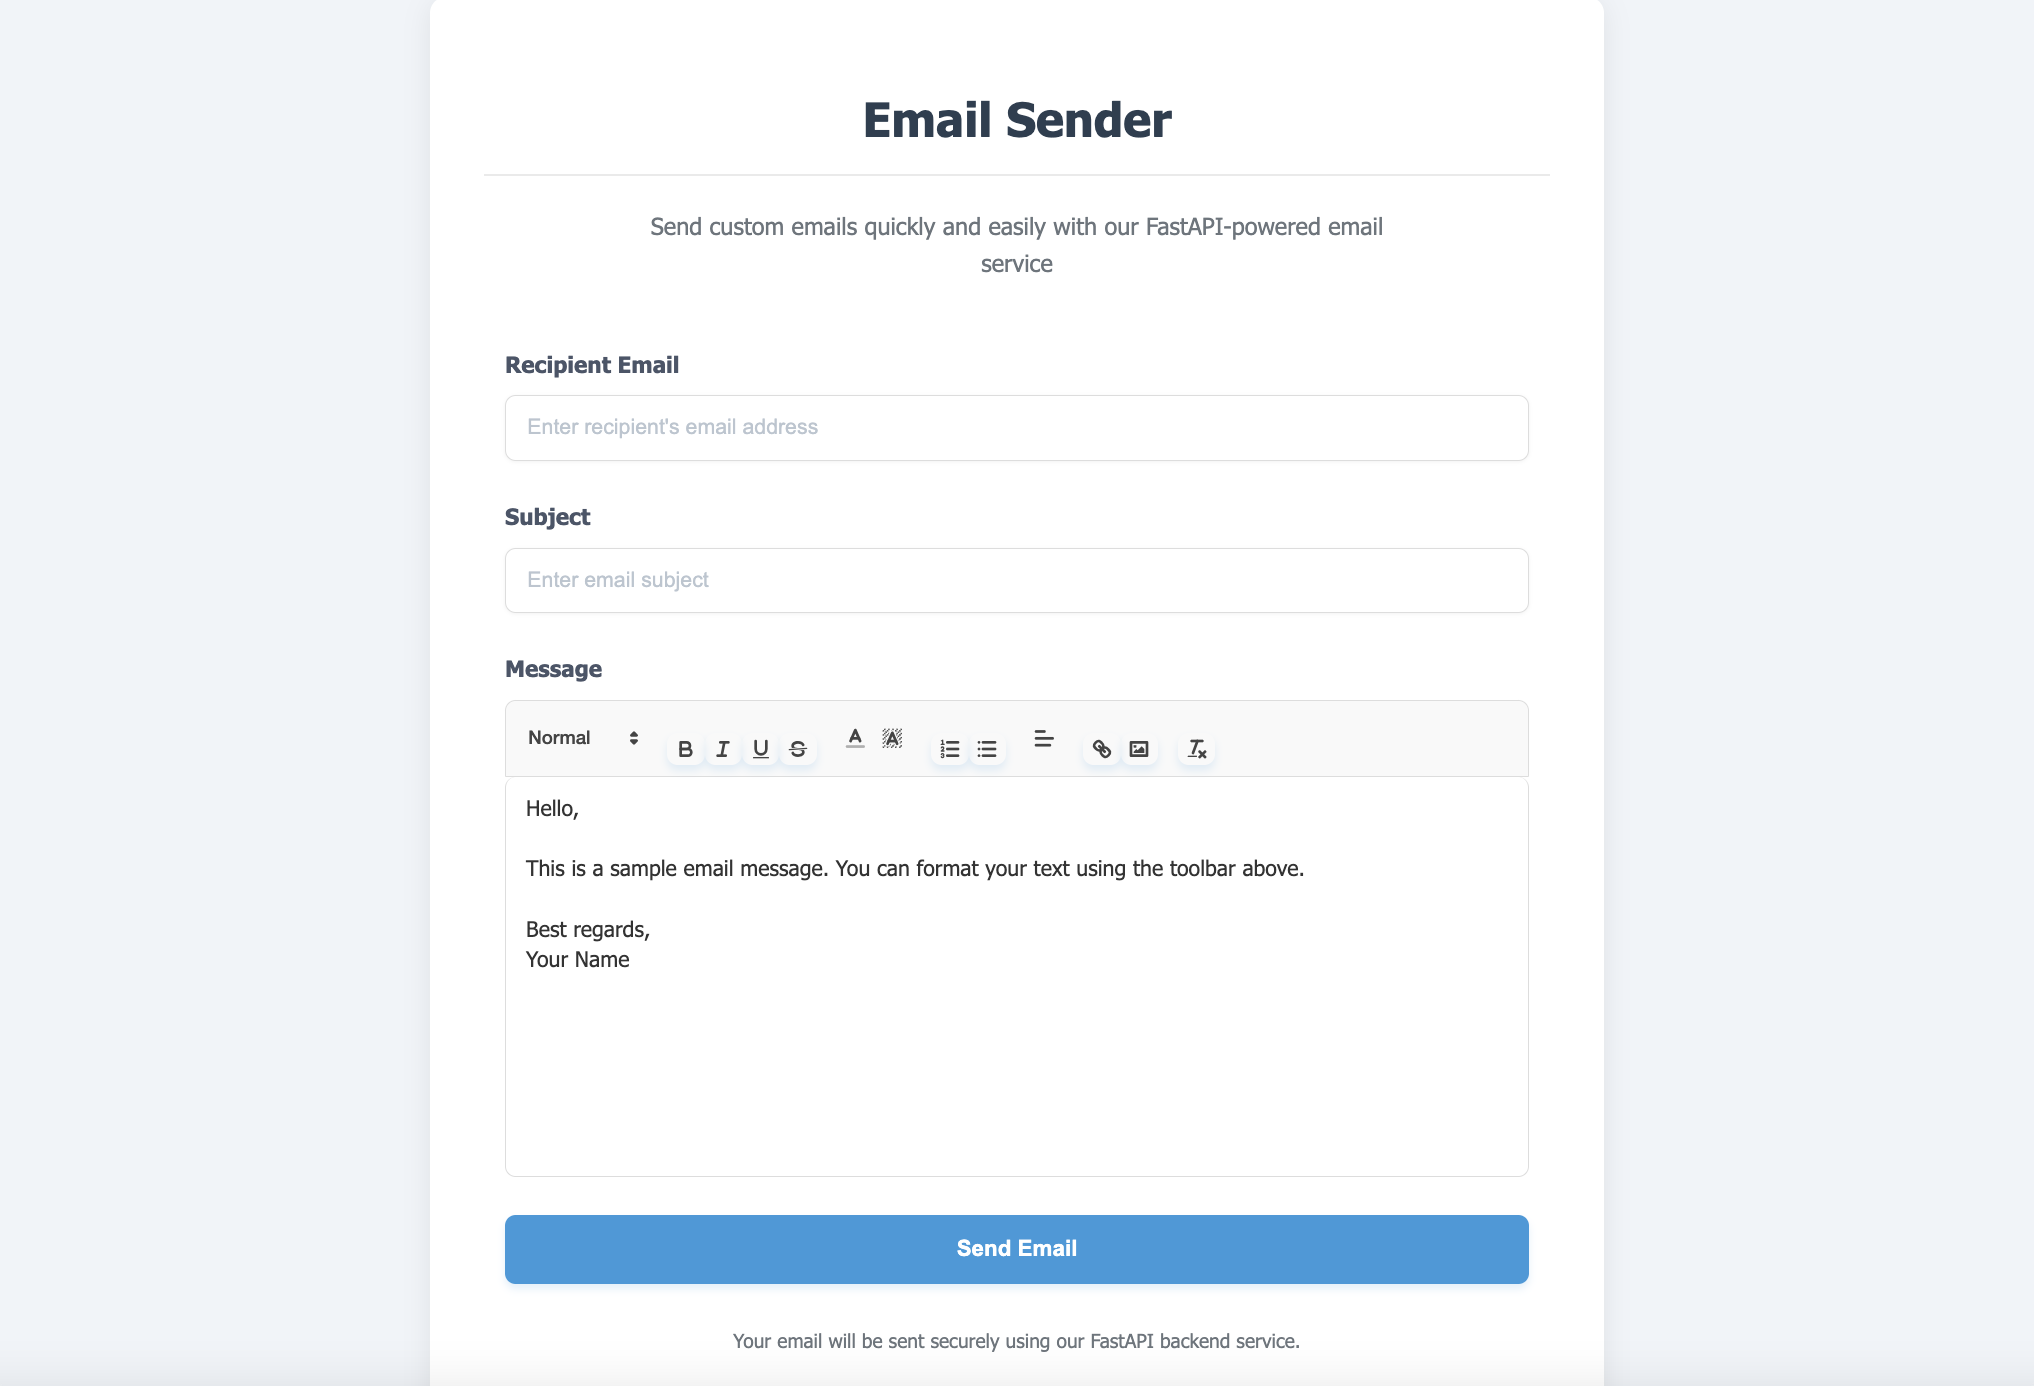 Email Sender
Send custom emails quickly and easily with our FastAPI-powered email
service
Recipient Email
Enter recipient's email address
Subject
Enter email subject
Message
Normal
Hello,
This is a sample email message. You can format your text using the toolbar above.
Best regards,
Your Name
Send Email
Your email will be sent securely using our FastAPI backend service.